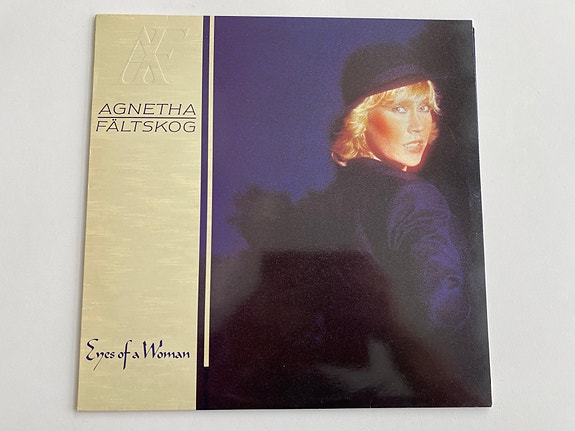 AF
AGNETHA
FÄLTSKOG
Eyes of a Woman